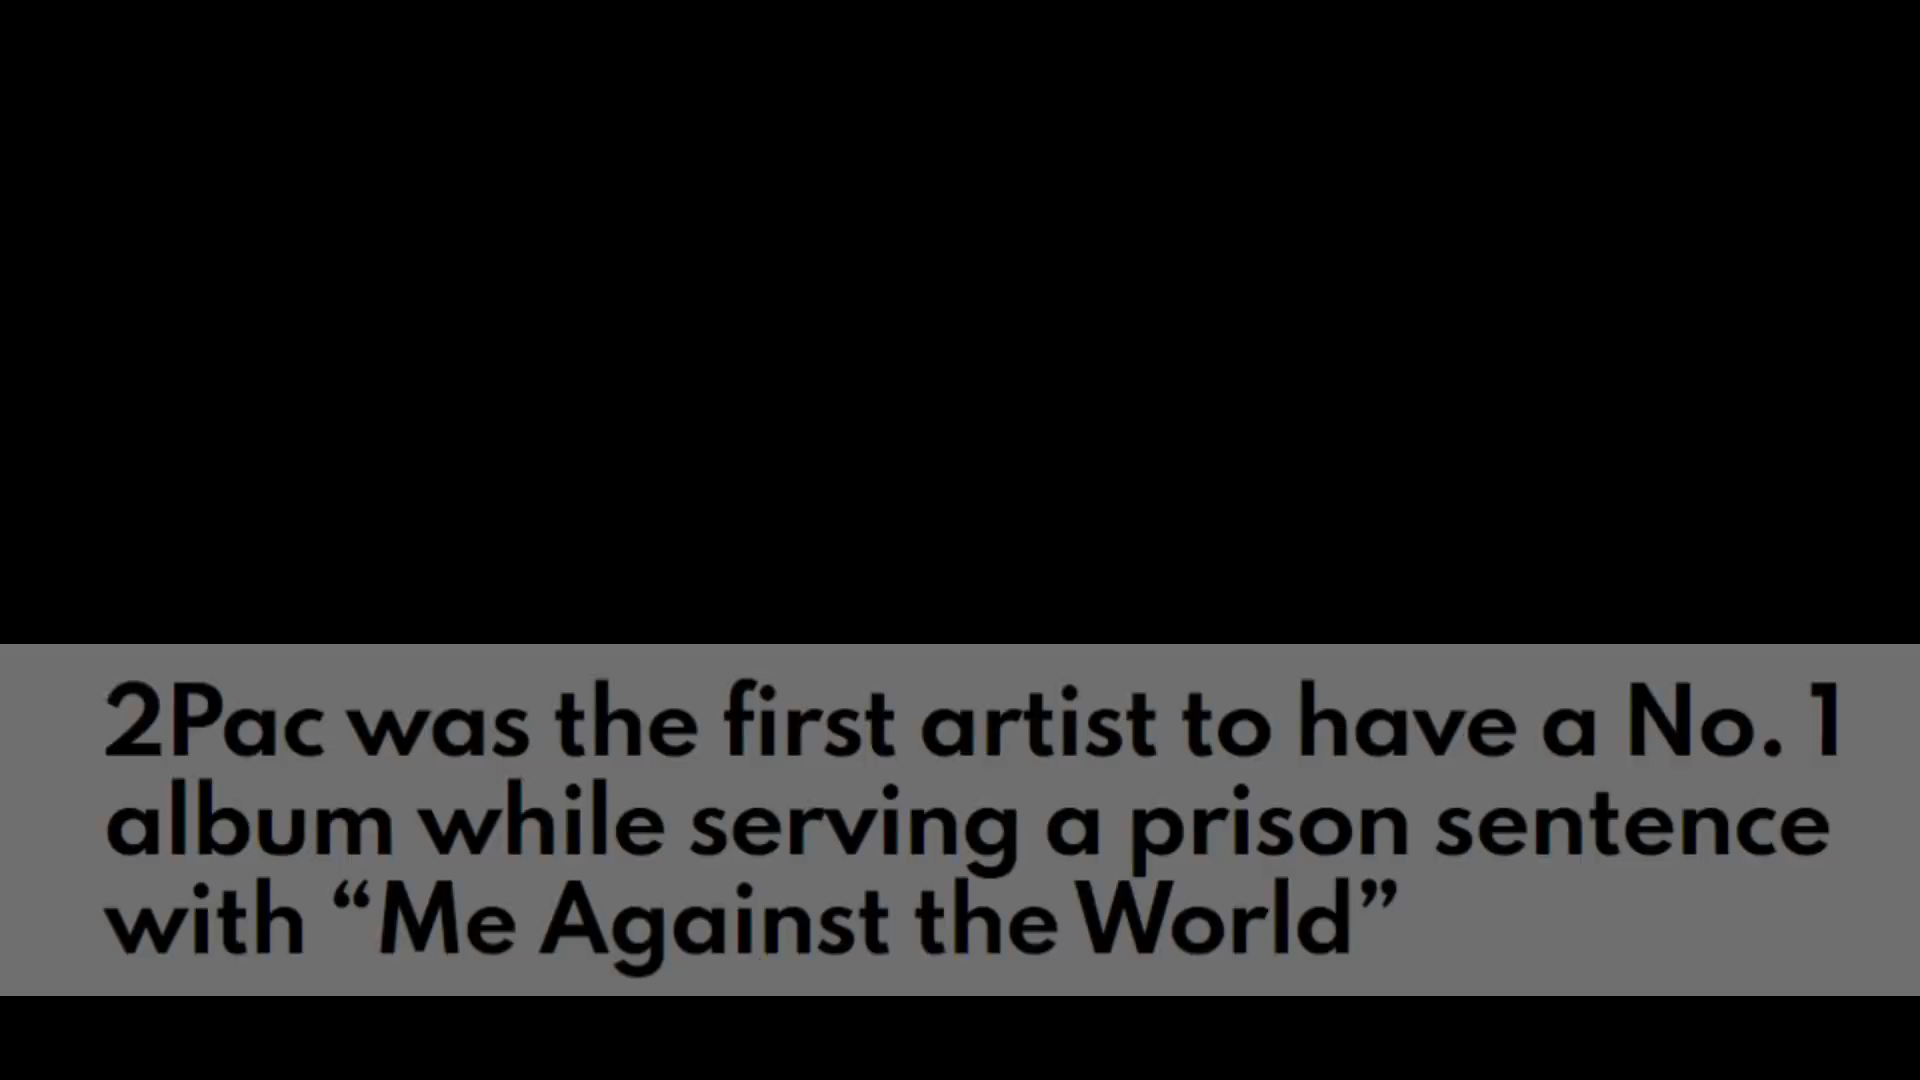 2Pac was the first artist to have a No. 1
album while serving a prison sentence
with “Me Against the World”